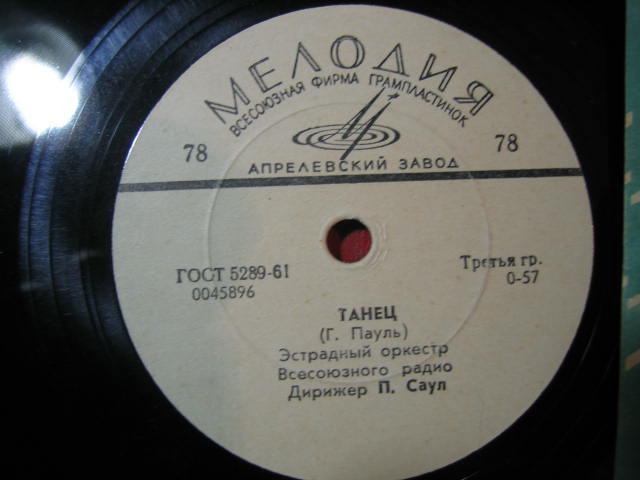 МЕЛОДИЯ
ВСЕСОЮЗНАЯ ФИРМА ГРАМПЛАСТИНОК
78
78
АПРЕЛЕВСКИЙ ЗАВОД
ГОСТ 5289-61
0045896
Третья гр.
0-57
ТАНЕЦ
(Г. Пауль)
Эстрадный оркестр
Всесоюзного радио
Дирижер П. Саул